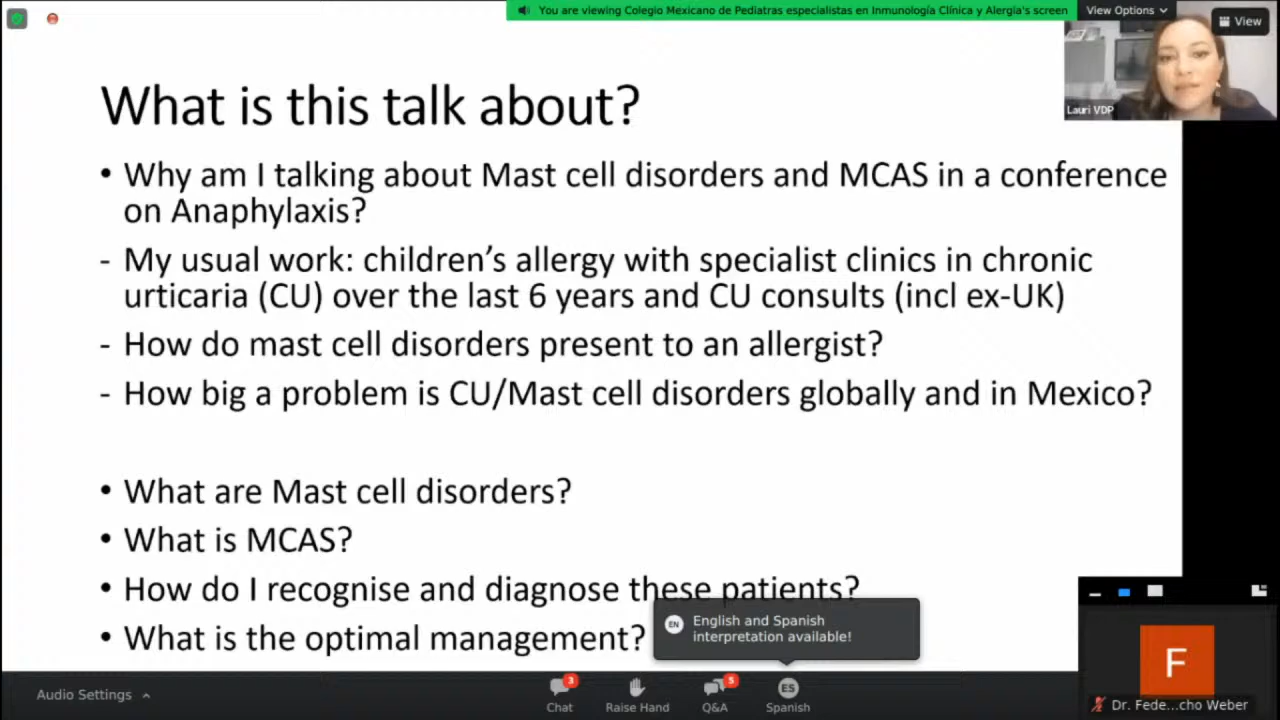 You are viewing Colegio Mexicano de Pediatras especialistas en Inmunología Clínica y Alergia's screen
View Options
View
Lauri VDP
What is this talk about?
• Why am I talking about Mast cell disorders and MCAS in a conference
on Anaphylaxis?
- My usual work: children’s allergy with specialist clinics in chronic
urticaria (CU) over the last 6 years and CU consults (incl ex-UK)
- How do mast cell disorders present to an allergist?
- How big a problem is CU/Mast cell disorders globally and in Mexico?
• What are Mast cell disorders?
• What is MCAS?
• How do I recognise and diagnose these patients?
• What is the optimal management?
EN
English and Spanish
interpretation available!
F
Dr. Fede...cho Weber
Audio Settings
3
Chat
Raise Hand
5
Q&A
ES
Spanish